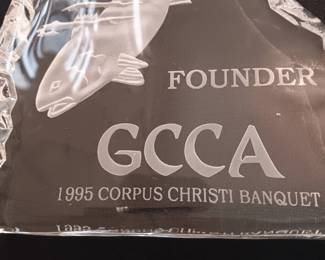 FOUNDER
GCCA
1995 CORPUS CHRISTI BANQUET